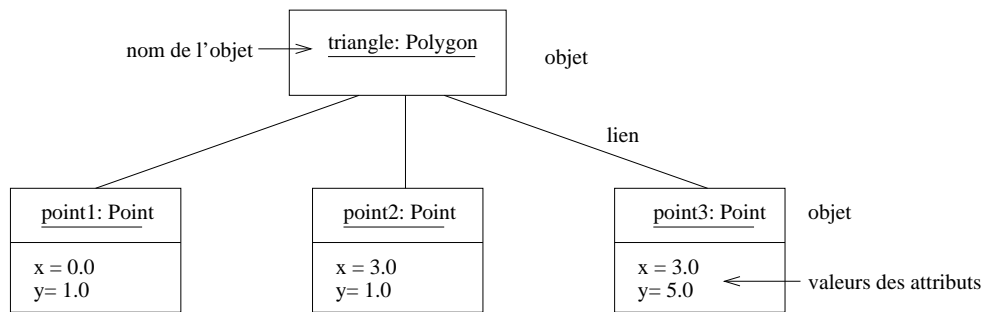 triangle: Polygon
nom de l'objet
objet
lien
point1: Point
point2: Point
point3: Point
objet
x = 0.0
y= 1.0
x = 3.0
y= 1.0
x = 3.0
y= 5.0
valeurs des attributs